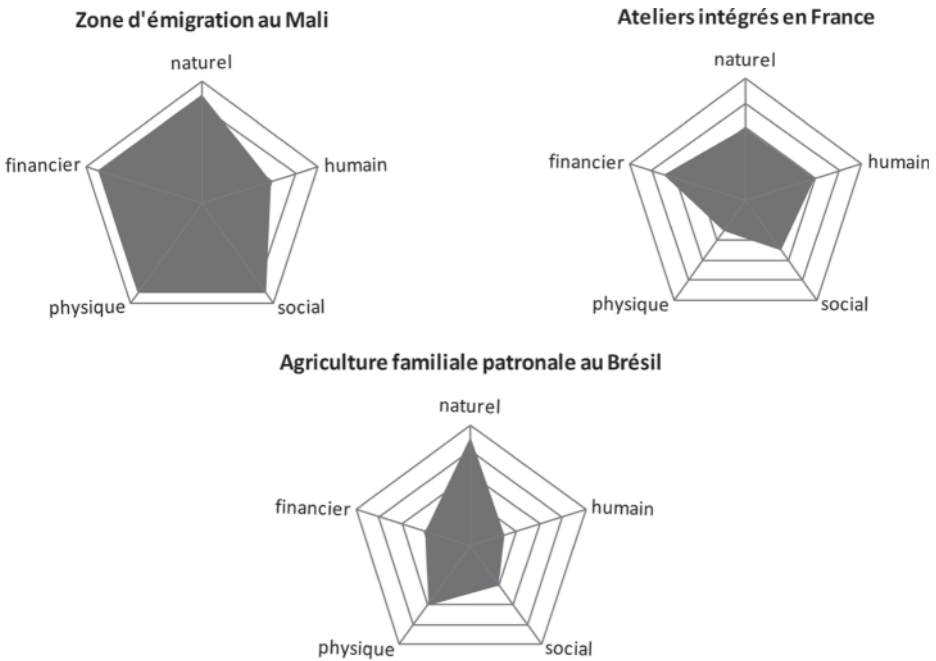 Zone d'émigration au Mali
naturel
financier
humain
physique
social
Ateliers intégrés en France
naturel
financier
humain
physique
social
Agriculture familiale patronale au Brésil
naturel
financier
humain
physique
social